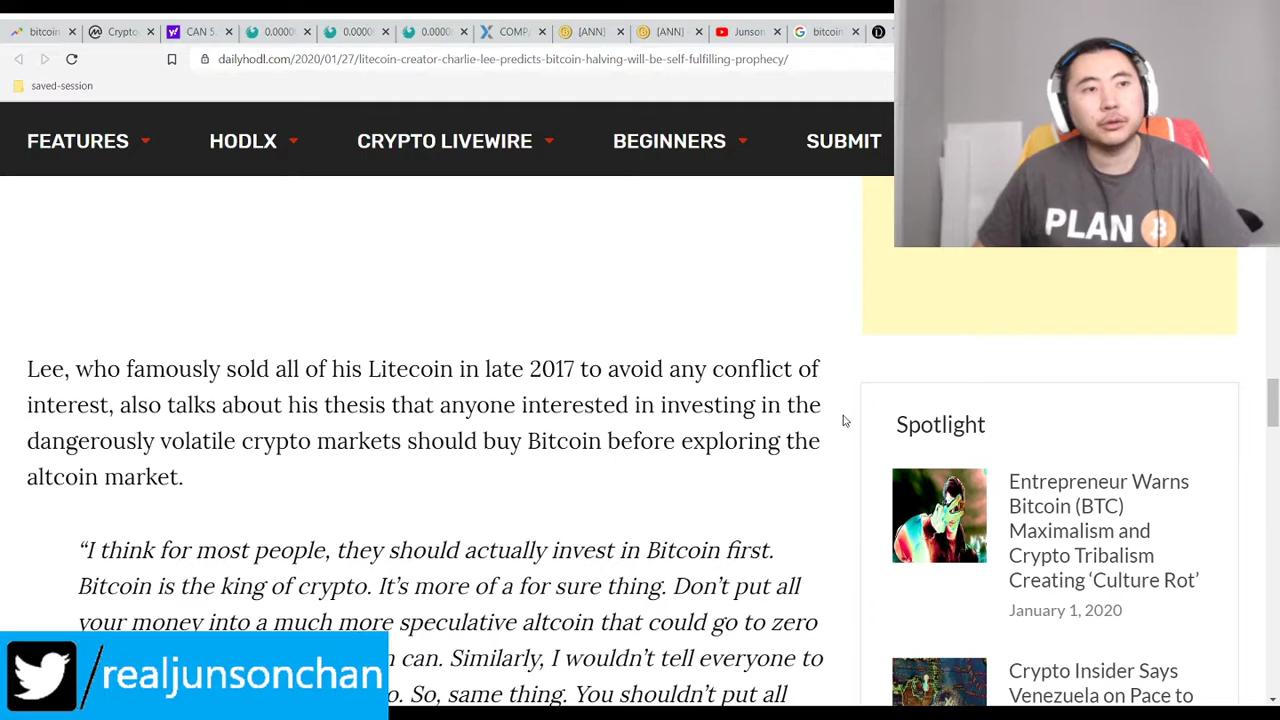 bitcoin
Crypto
CAN 5.
0.0000
0.0000
0.0000
COMP
[ANN]
[ANN]
Junson
bitcoin
dailyhodl.com/2020/01/27/litecoin-creator-charlie-lee-predicts-bitcoin-halving-will-be-self-fulfilling-prophecy/
saved-session
FEATURES
HODLX
CRYPTO LIVEWIRE
BEGINNERS
SUBMIT
PLAN
Lee, who famously sold all of his Litecoin in late 2017 to avoid any conflict of
interest, also talks about his thesis that anyone interested in investing in the
dangerously volatile crypto markets should buy Bitcoin before exploring the
altcoin market.
“I think for most people, they should actually invest in Bitcoin first.
Bitcoin is the king of crypto. It’s more of a for sure thing. Don’t put all
your money into a much more speculative altcoin that could go to zero
can. Similarly, I wouldn’t tell everyone to
So, same thing. You shouldn’t put all
Spotlight
Entrepreneur Warns
Bitcoin (BTC)
Maximalism and
Crypto Tribalism
Creating ‘Culture Rot’
January 1, 2020
Crypto Insider Says
Venezuela on Pace to
/realjunsonchan